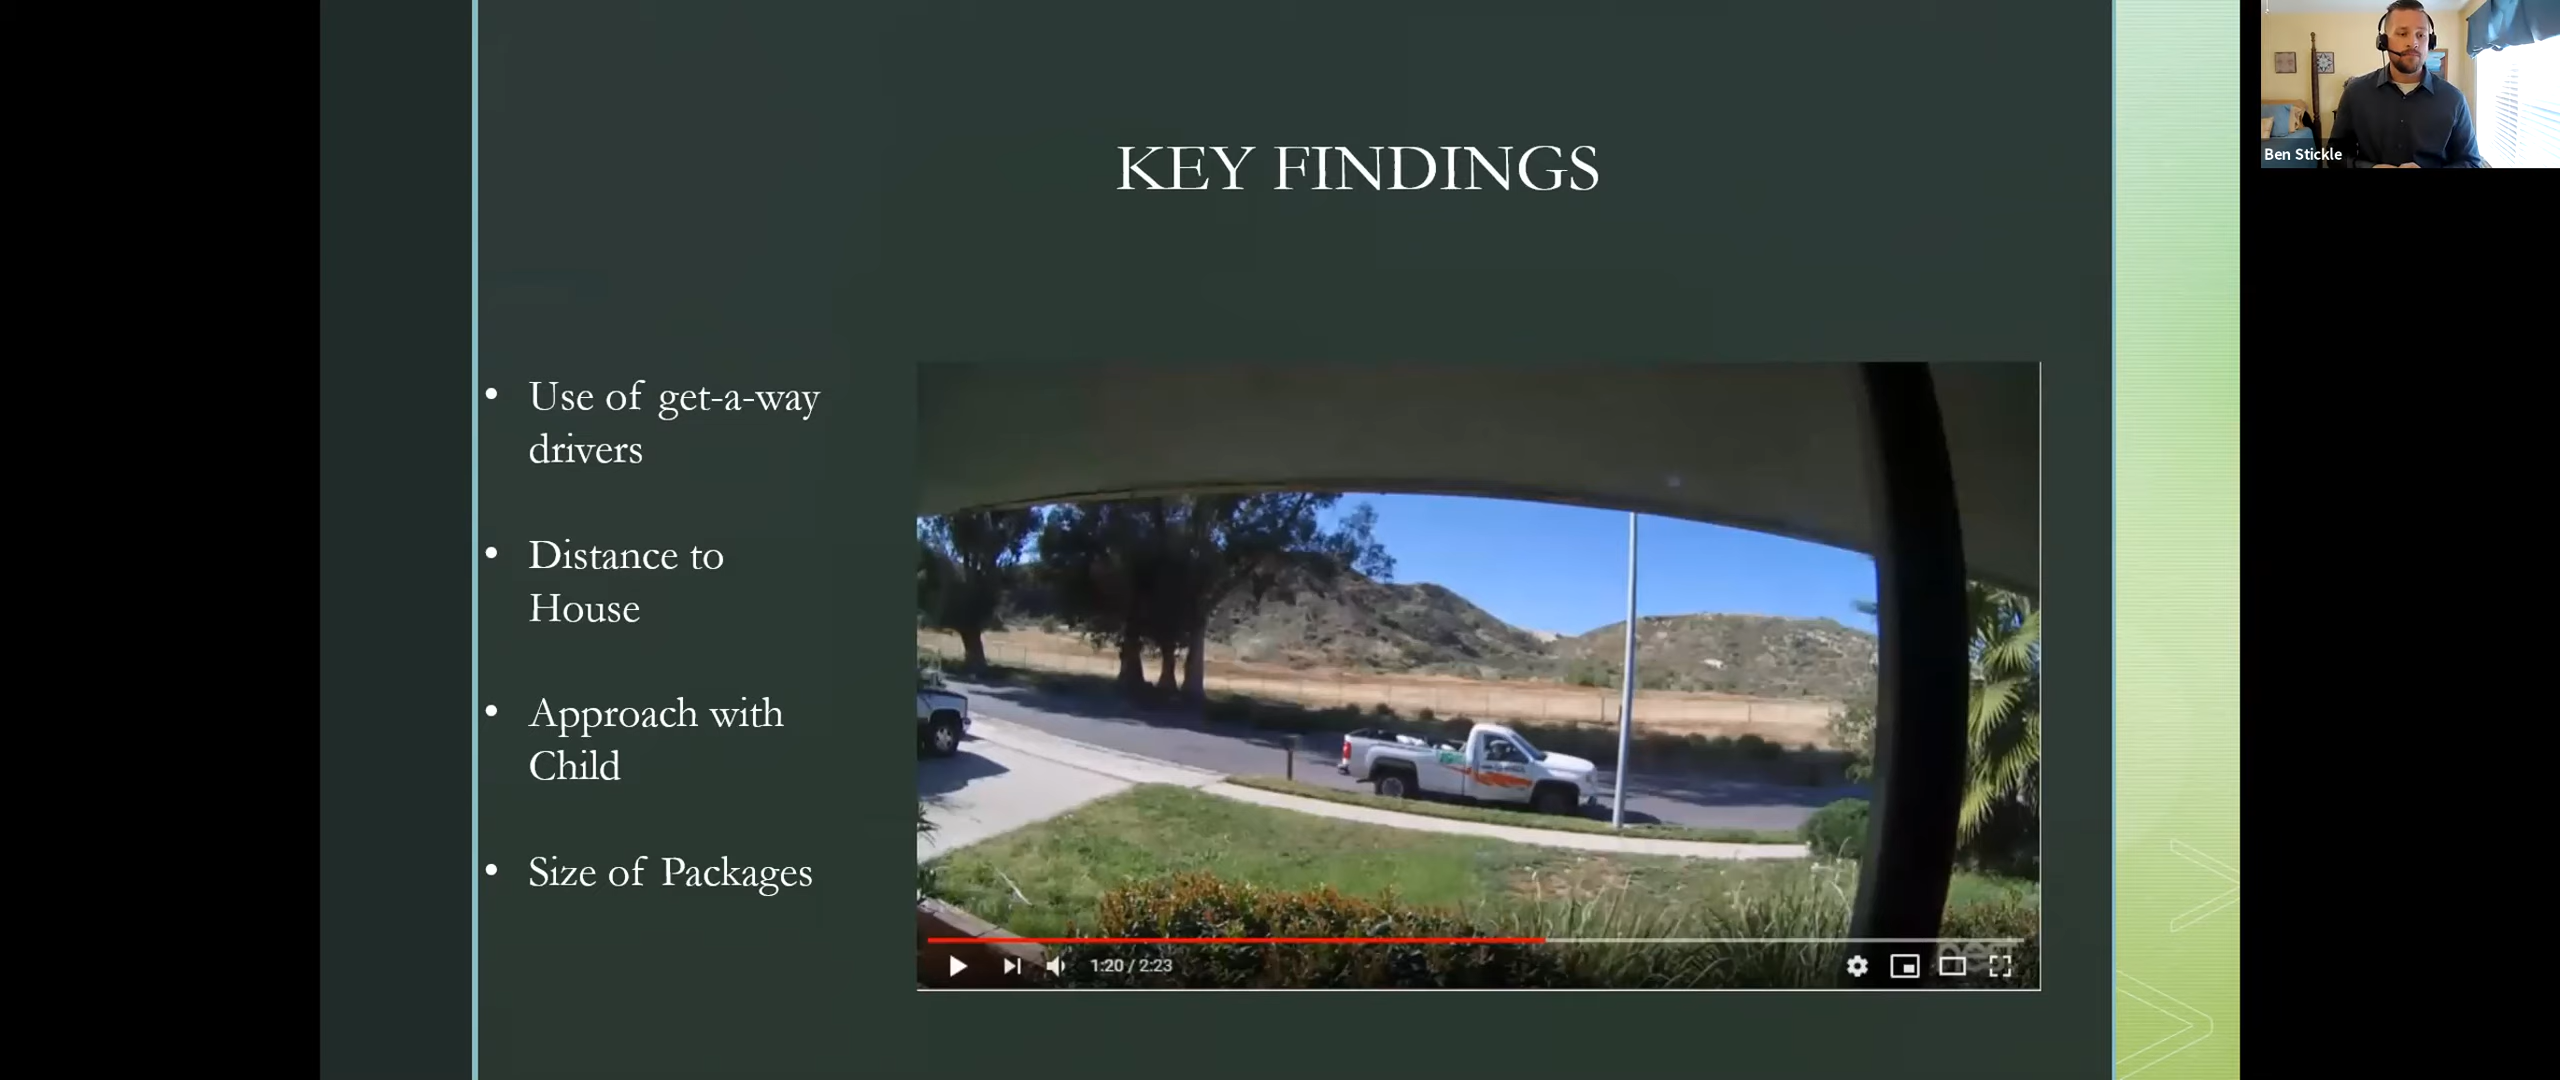 KEY FINDINGS
• Use of get-a-way
drivers
• Distance to
House
• Approach with
Child
• Size of Packages
1:20 / 2:23
Ben Stickle